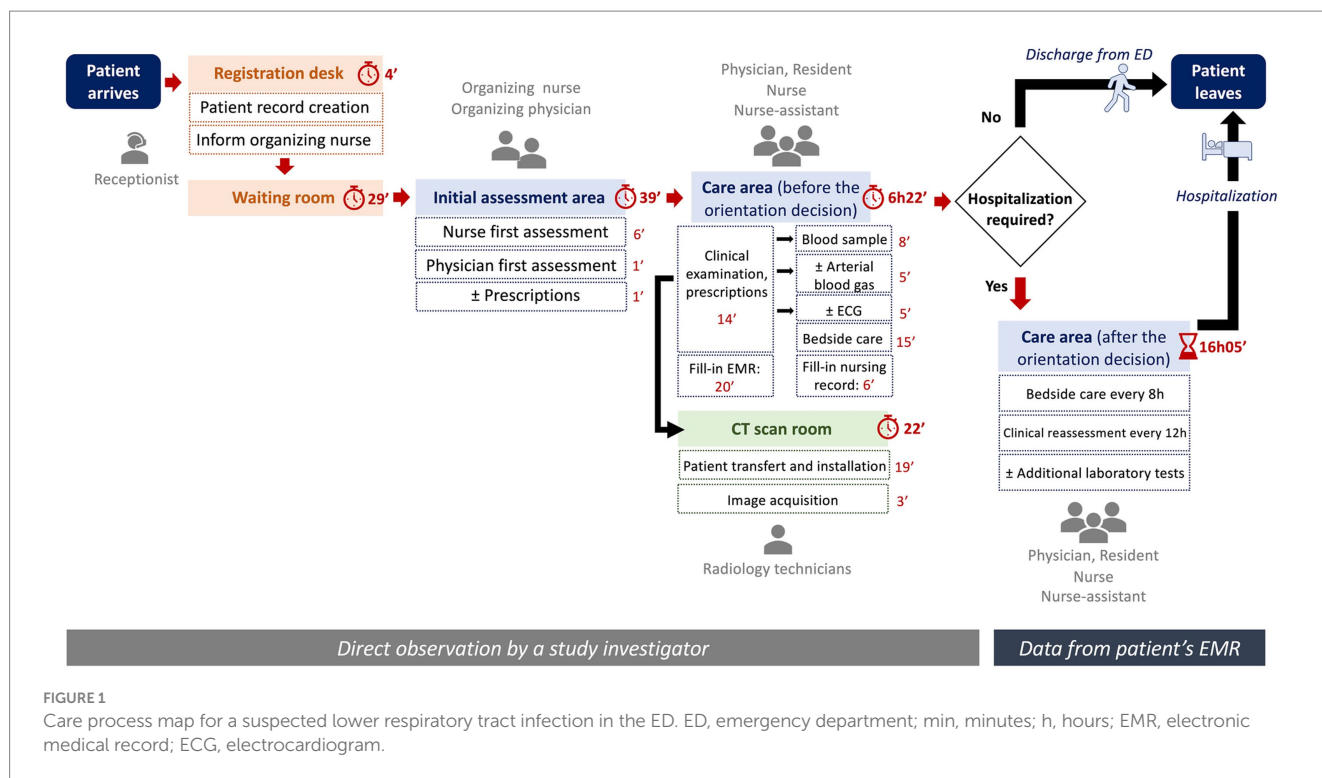 Patient
arrives
Receptionist
Registration desk
4’
Patient record creation
Inform organizing nurse
Waiting room
29’
Organizing nurse
Organizing physician
Initial assessment area
39’
Nurse first assessment
6’
Physician first assessment
1’
± Prescriptions
1’
Physician, Resident
Nurse
Nurse-assistant
Care area (before the
orientation decision)
6h22’
Clinical
examination,
prescriptions
14’
Fill-in EMR:
20’
Blood sample
8’
± Arterial
blood gas
5’
± ECG
5’
Bedside care
15’
Fill-in nursing
record: 6’
CT scan room
22’
Patient transfert and installation
19’
Image acquisition
3’
Radiology technicians
Hospitalization
required?
No
Discharge from ED
Patient
leaves
Hospitalization
Yes
Care area (after the
orientation decision)
16h05’
Bedside care every 8h
Clinical reassessment every 12h
± Additional laboratory tests
Physician, Resident
Nurse
Nurse-assistant
Direct observation by a study investigator
Data from patient’s EMR
FIGURE 1
Care process map for a suspected lower respiratory tract infection in the ED. ED, emergency department; min, minutes; h, hours; EMR, electronic
medical record; ECG, electrocardiogram.